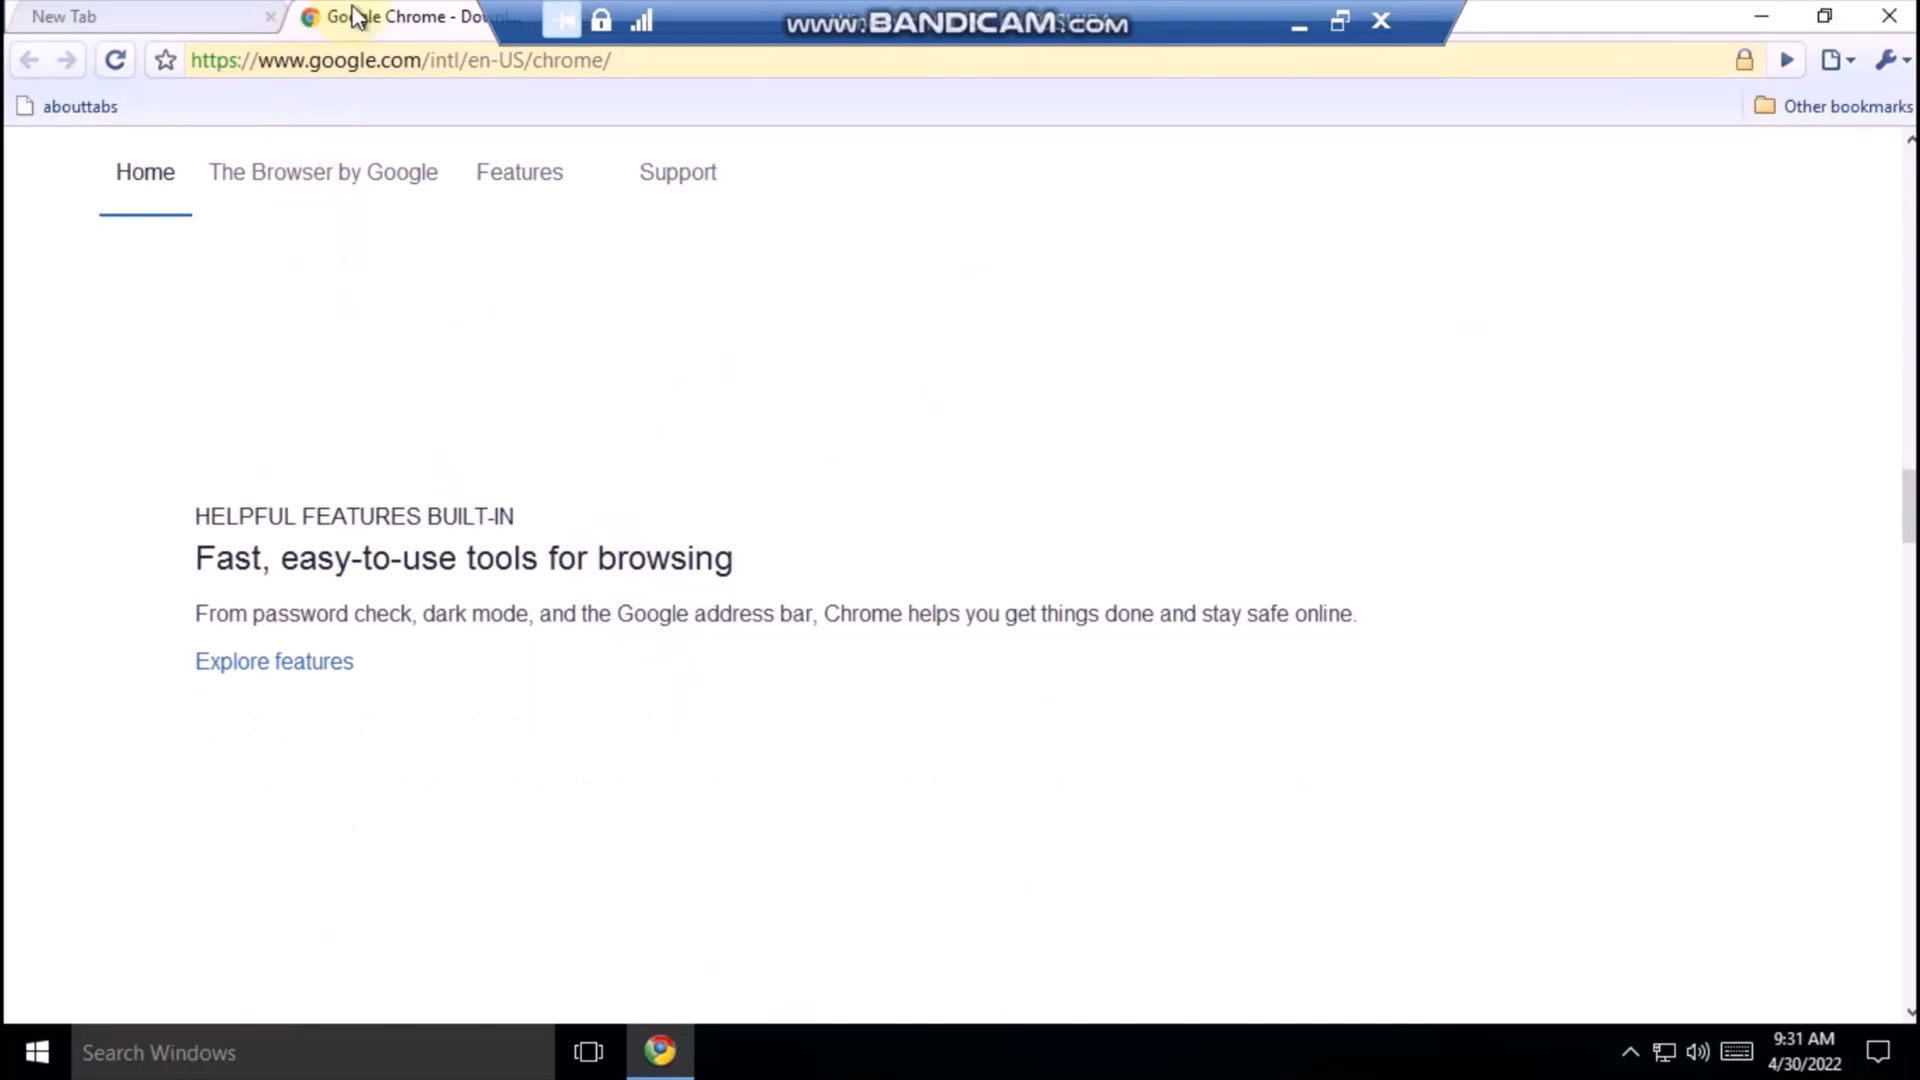 New Tab
Google Chrome - Downl...
www.BANDICAM.com
https://www.google.com/intl/en-US/chrome/
abouttabs
Other bookmarks
Home
The Browser by Google
Features
Support
HELPFUL FEATURES BUILT-IN
Fast, easy-to-use tools for browsing
From password check, dark mode, and the Google address bar, Chrome helps you get things done and stay safe online.
Explore features
Search Windows
9:31 AM
4/30/2022